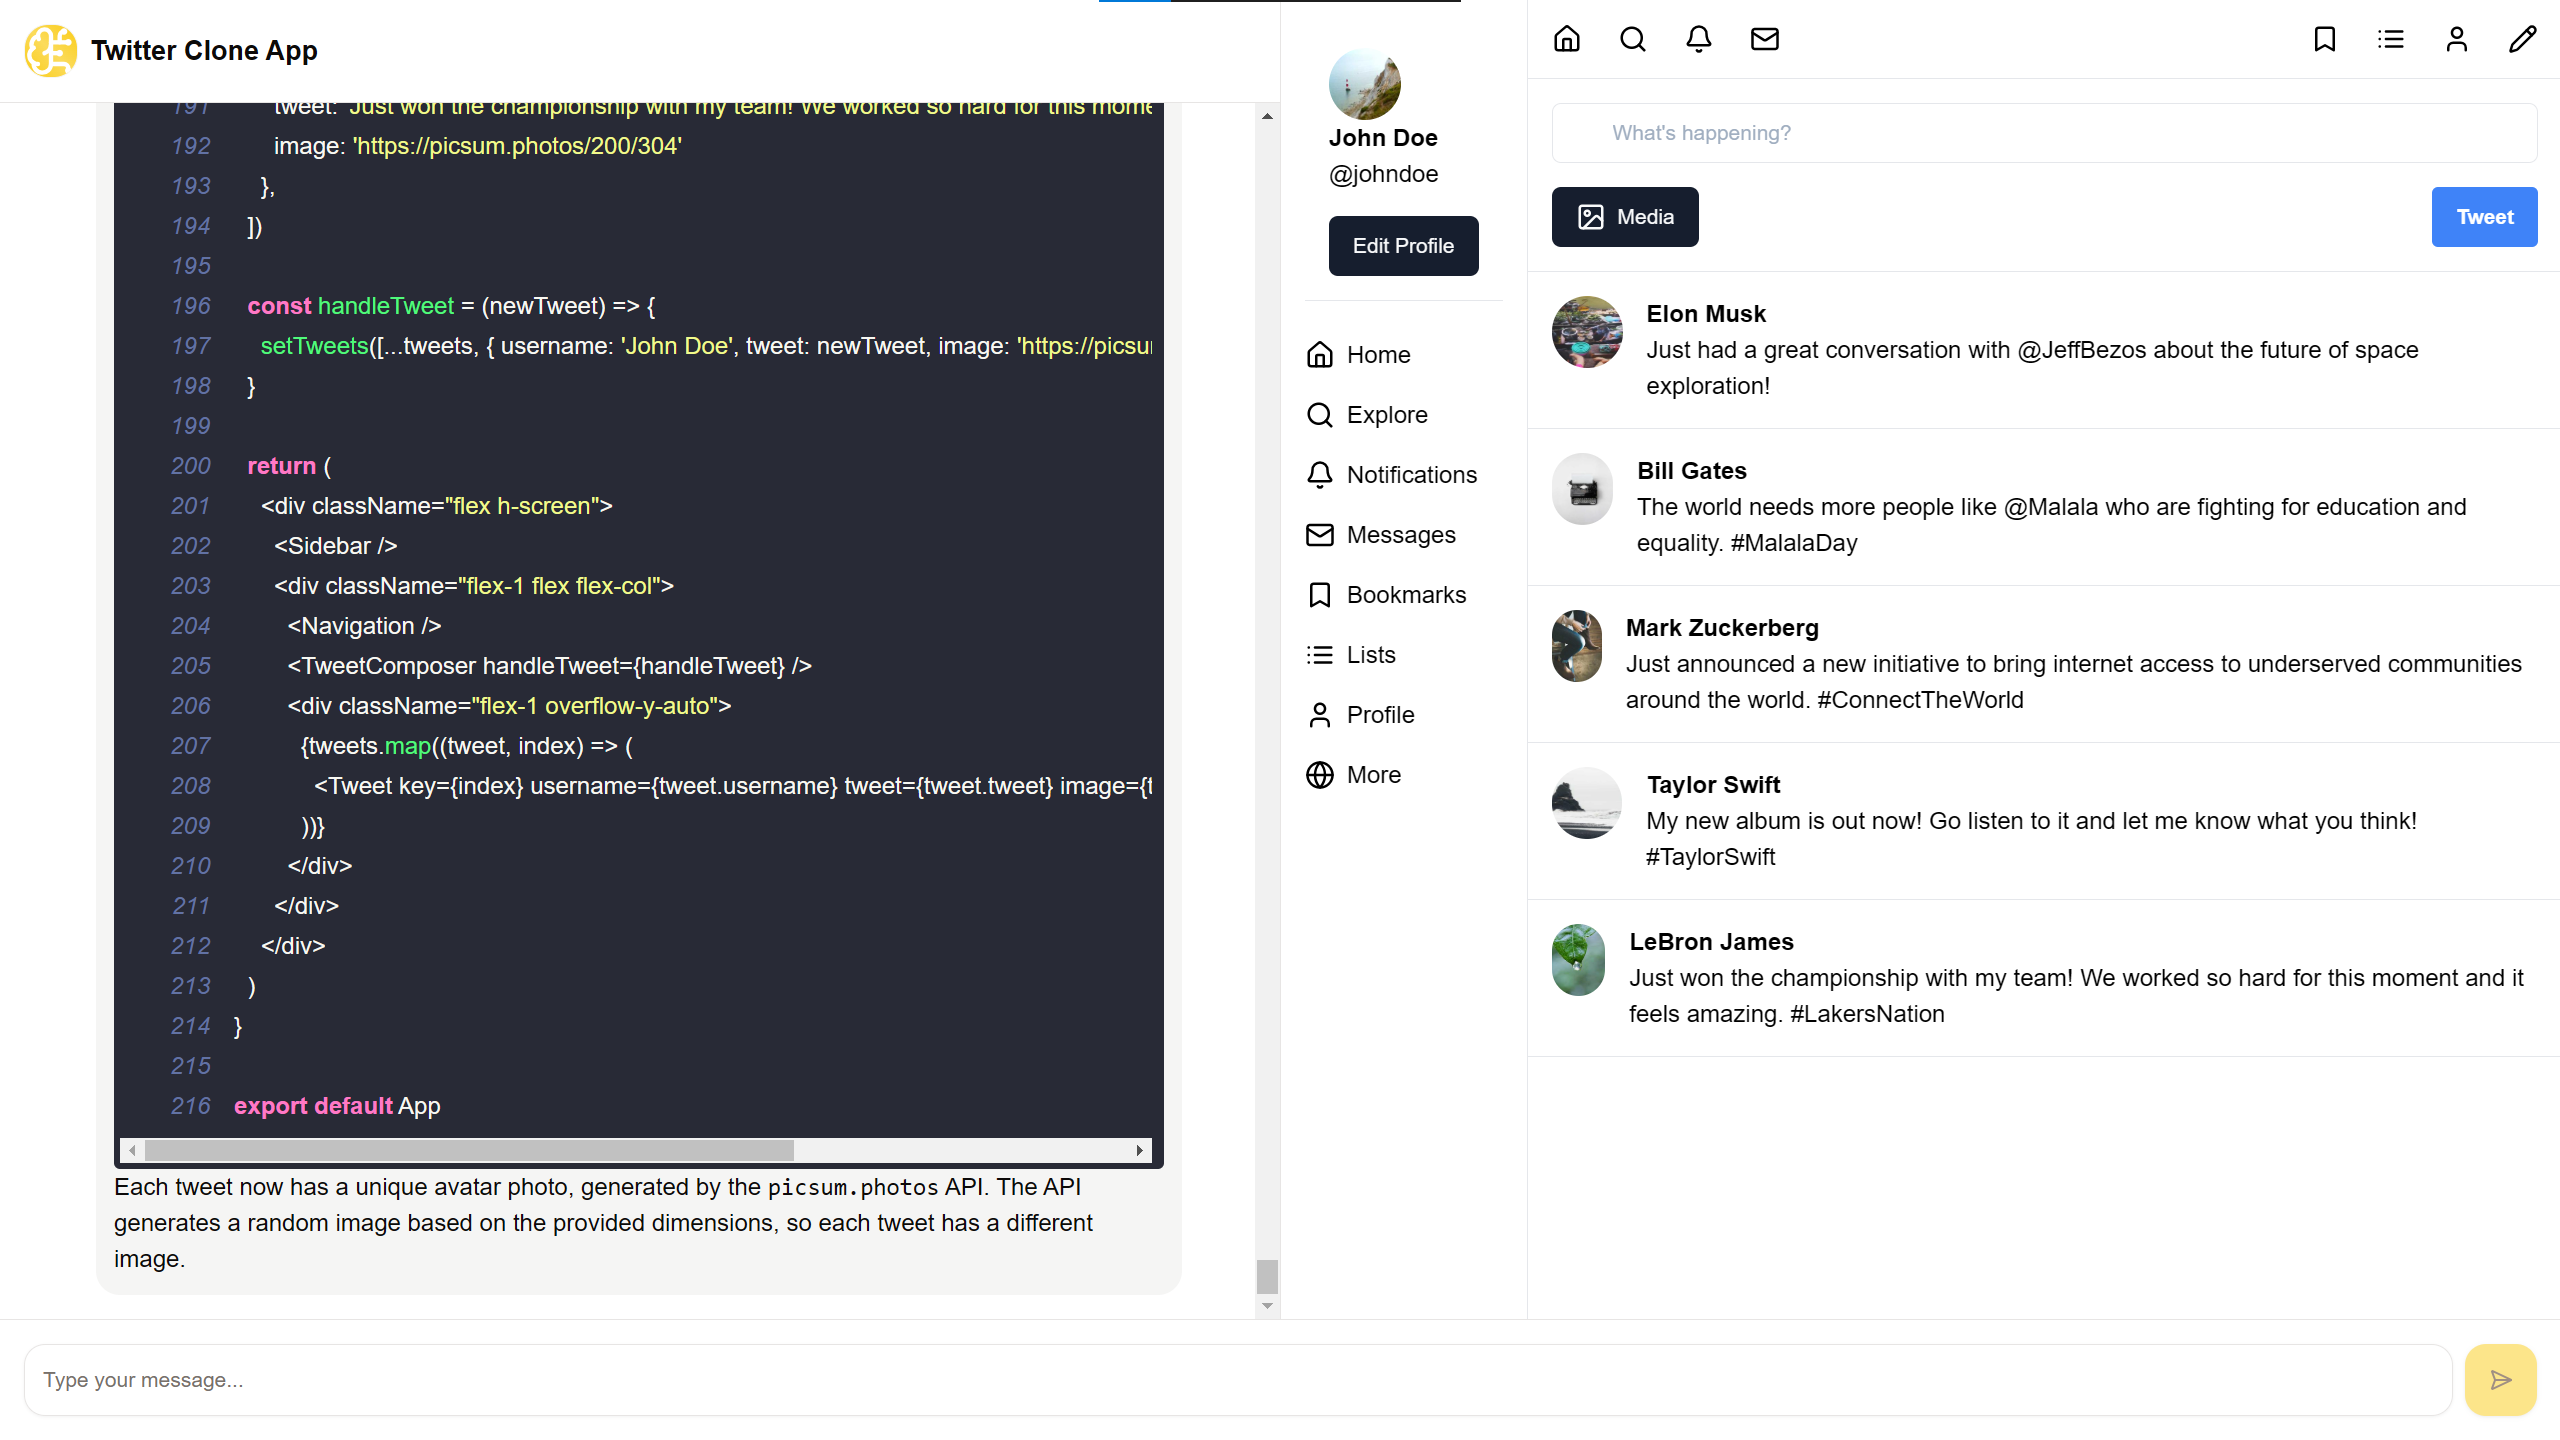 Twitter Clone App
191 tweet: 'Just won the championship with my team! We worked so hard for this mome
192 image: 'https://picsum.photos/200/304'
193 },
194 ])
195
196 const handleTweet = (newTweet) => {
197 setTweets([...tweets, { username: 'John Doe', tweet: newTweet, image: 'https://picsu
198 }
199
200 return (
201 <div className="flex h-screen">
202 <Sidebar />
203 <div className="flex-1 flex flex-col">
204 <Navigation />
205 <TweetComposer handleTweet={handleTweet} />
206 <div className="flex-1 overflow-y-auto">
207 {tweets.map((tweet, index) => (
208 <Tweet key={index} username={tweet.username} tweet={tweet.tweet} image={t
209 ))}
210 </div>
211 </div>
212 </div>
213 )
214 }
215
216 export default App
Each tweet now has a unique avatar photo, generated by the picsum.photos API. The API
generates a random image based on the provided dimensions, so each tweet has a different
image.
John Doe
@johndoe
Edit Profile
Home
Explore
Notifications
Messages
Bookmarks
Lists
Profile
More
What's happening?
Media
Tweet
Elon Musk
Just had a great conversation with @JeffBezos about the future of space
exploration!
Bill Gates
The world needs more people like @Malala who are fighting for education and
equality. #MalalaDay
Mark Zuckerberg
Just announced a new initiative to bring internet access to underserved communities
around the world. #ConnectTheWorld
Taylor Swift
My new album is out now! Go listen to it and let me know what you think!
#TaylorSwift
LeBron James
Just won the championship with my team! We worked so hard for this moment and it
feels amazing. #LakersNation
Type your message...